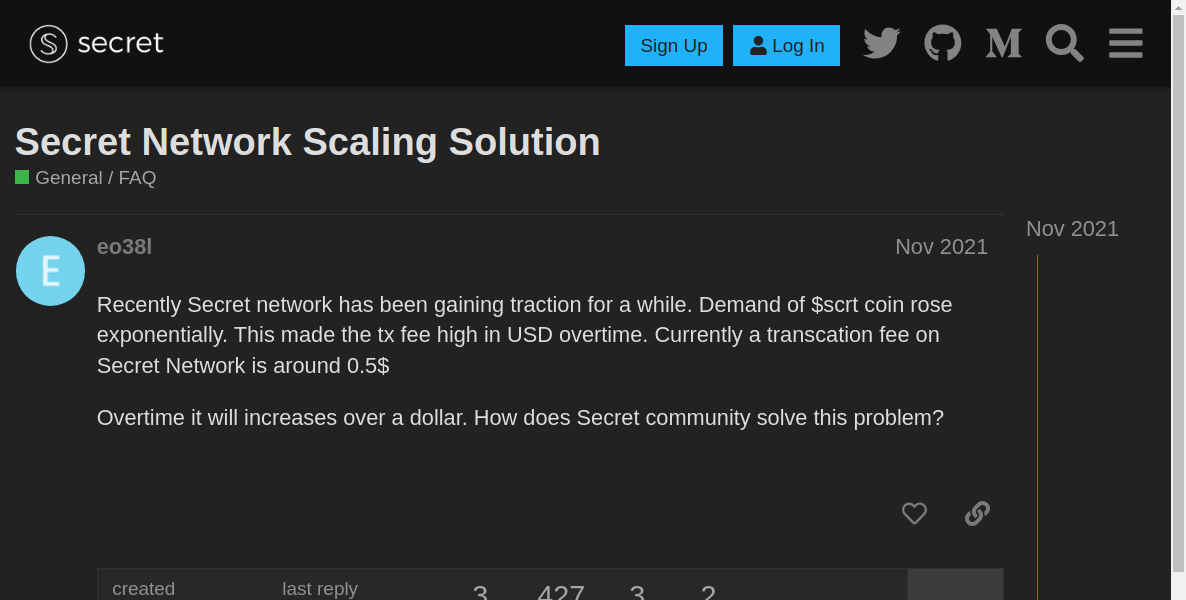 secret
Sign Up
Log In
Secret Network Scaling Solution
General / FAQ
Nov 2021
E
eo38l
Nov 2021
Recently Secret network has been gaining traction for a while. Demand of $scrt coin rose
exponentially. This made the tx fee high in USD overtime. Currently a transcation fee on
Secret Network is around 0.5$
Overtime it will increases over a dollar. How does Secret community solve this problem?
created
last reply
3
427
3
2